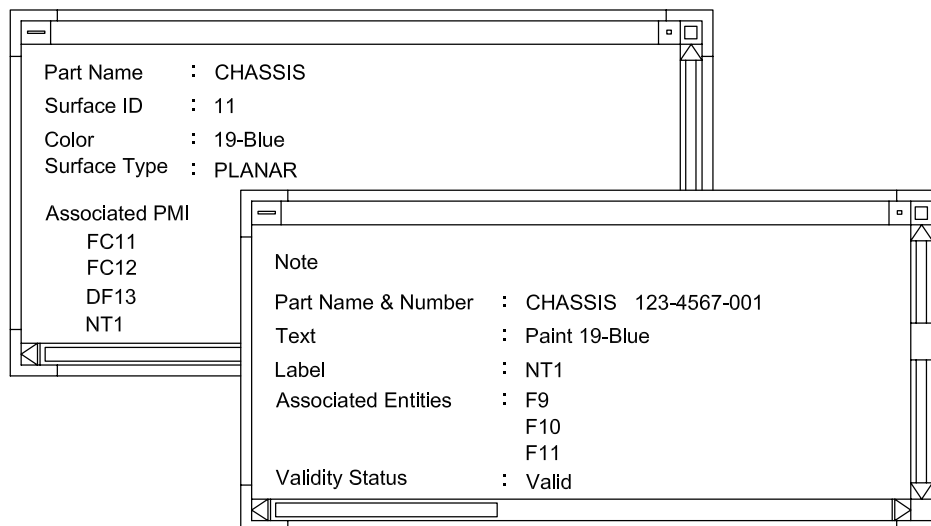 Part Name : CHASSIS
Surface ID : 11
Color : 19-Blue
Surface Type : PLANAR
Associated PMI
FC11
FC12
DF13
NT1
Note
Part Name & Number : CHASSIS 123-4567-001
Text : Paint 19-Blue
Label : NT1
Associated Entities : F9
F10
F11
Validity Status : Valid